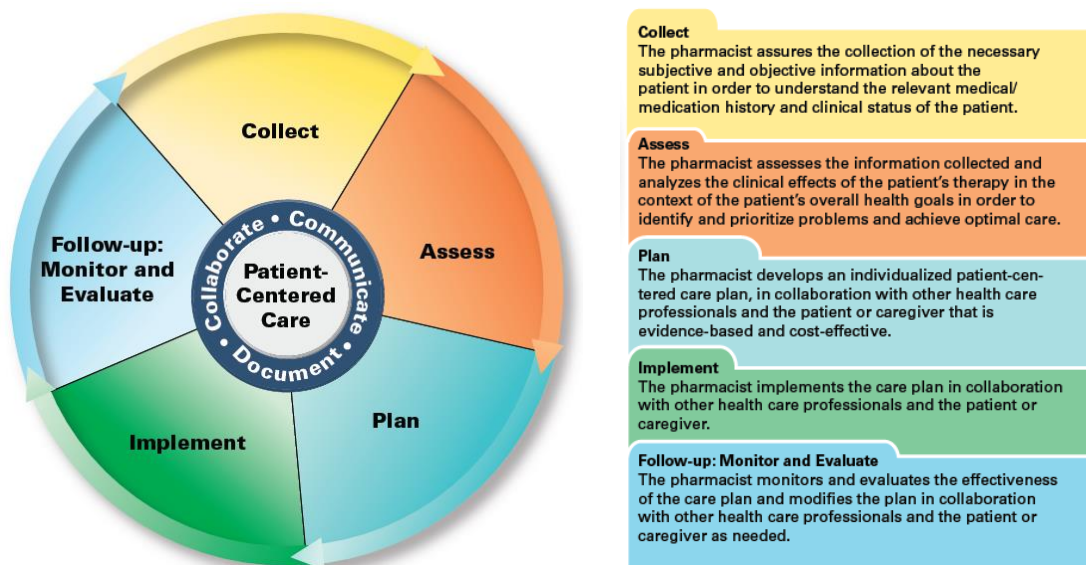 Collect
Assess
Plan
Implement
Follow-up:
Monitor and
Evaluate
Collaborate • Communicate • Document •
Patient-
Centered
Care
Collect
The pharmacist assures the collection of the necessary
subjective and objective information about the
patient in order to understand the relevant medical/
medication history and clinical status of the patient.
Assess
The pharmacist assesses the information collected and
analyzes the clinical effects of the patient's therapy in the
context of the patient's overall health goals in order to
identify and prioritize problems and achieve optimal care.
Plan
The pharmacist develops an individualized patient-cen-
tered care plan, in collaboration with other health care
professionals and the patient or caregiver that is
evidence-based and cost-effective.
Implement
The pharmacist implements the care plan in collaboration
with other health care professionals and the patient or
caregiver.
Follow-up: Monitor and Evaluate
The pharmacist monitors and evaluates the effectiveness
of the care plan and modifies the plan in collaboration
with other health care professionals and the patient or
caregiver as needed.